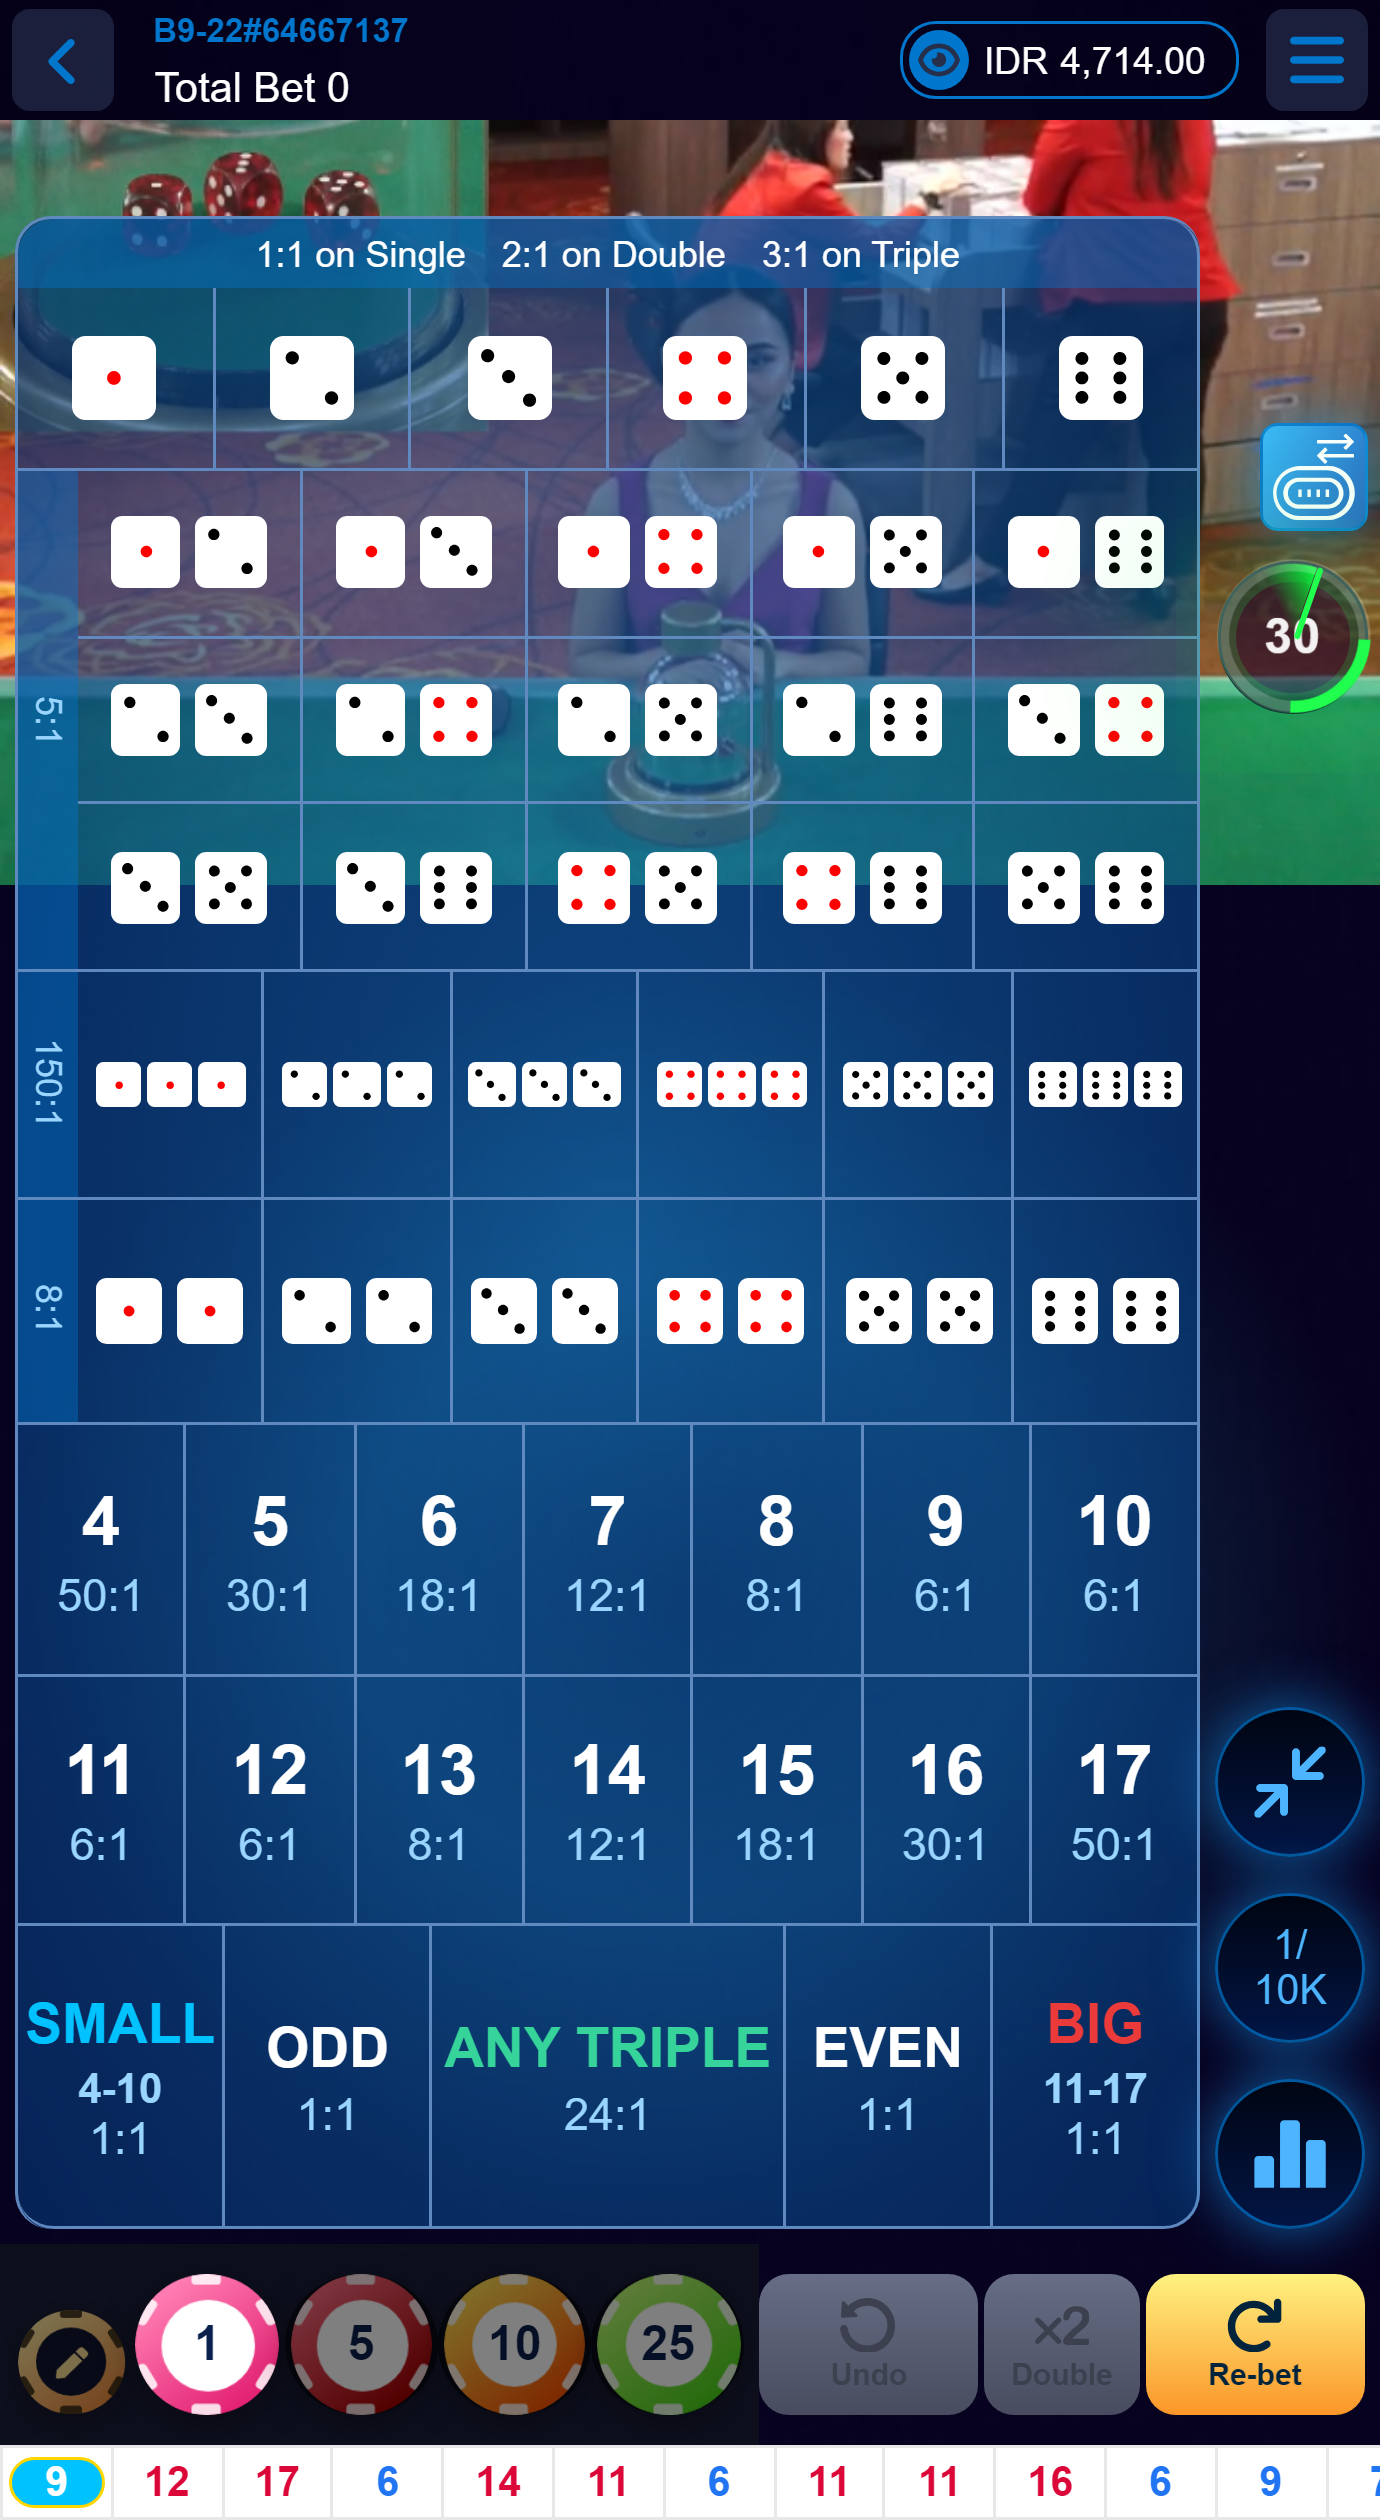 B9-22#64667137
Total Bet 0
IDR 4,714.00
1:1 on Single 2:1 on Double 3:1 on Triple
30
5:1
150:1
8:1
4 5 6 7 8 9 10
50:1 30:1 18:1 12:1 8:1 6:1 6:1
11 12 13 14 15 16 17
6:1 6:1 8:1 12:1 18:1 30:1 50:1
SMALL
4-10
1:1
ODD
1:1
ANY TRIPLE
24:1
EVEN
1:1
BIG
11-17
1:1
1/
10K
1 5 10 25
Undo
x2
Double
Re-bet
9 12 17 6 14 11 6 11 11 16 6 9